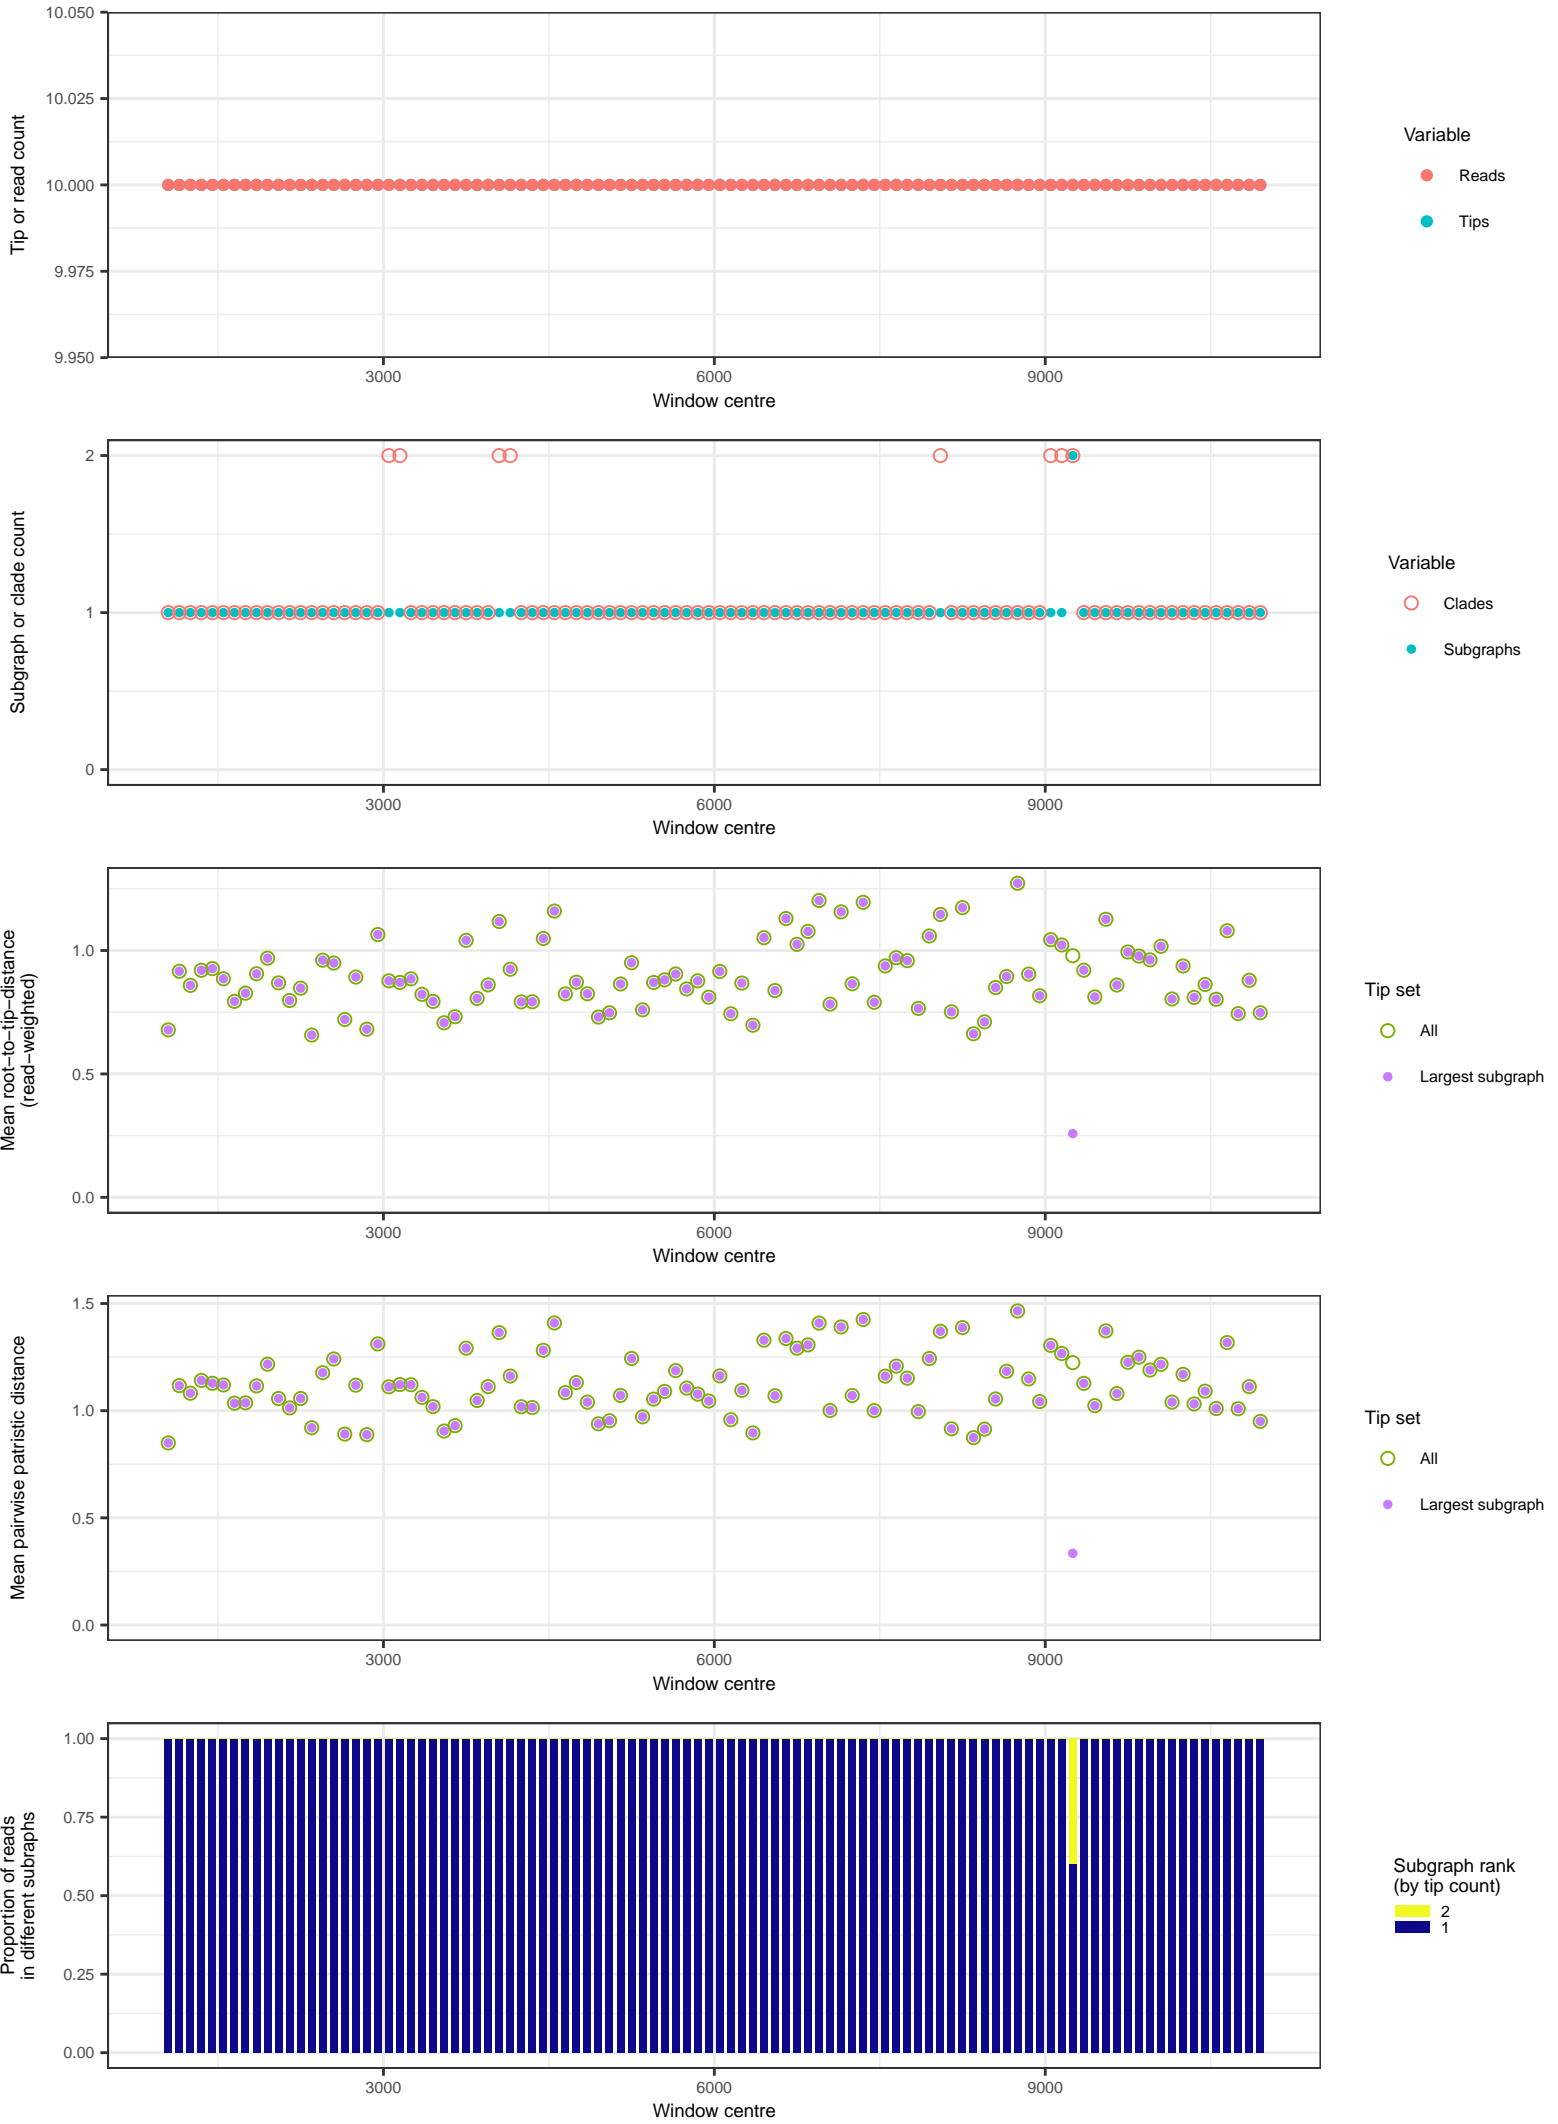 10.050
10.025
10.000
9.975
9.950
Tip or read count
3000
6000
9000
Window centre
Variable
Reads
Tips
2
1
0
Subgraph or clade count
3000
6000
9000
Window centre
Variable
Clades
Subgraphs
1.0
0.5
0.0
Mean root−to−tip−distance
(read−weighted)
3000
6000
9000
Window centre
Tip set
All
Largest subgraph
1.5
1.0
0.5
0.0
Mean pairwise patristic distance
3000
6000
9000
Window centre
Tip set
All
Largest subgraph
1.00
0.75
0.50
0.25
0.00
Proportion of reads
in different subraphs
3000
6000
9000
Window centre
Subgraph rank
(by tip count)
2
1